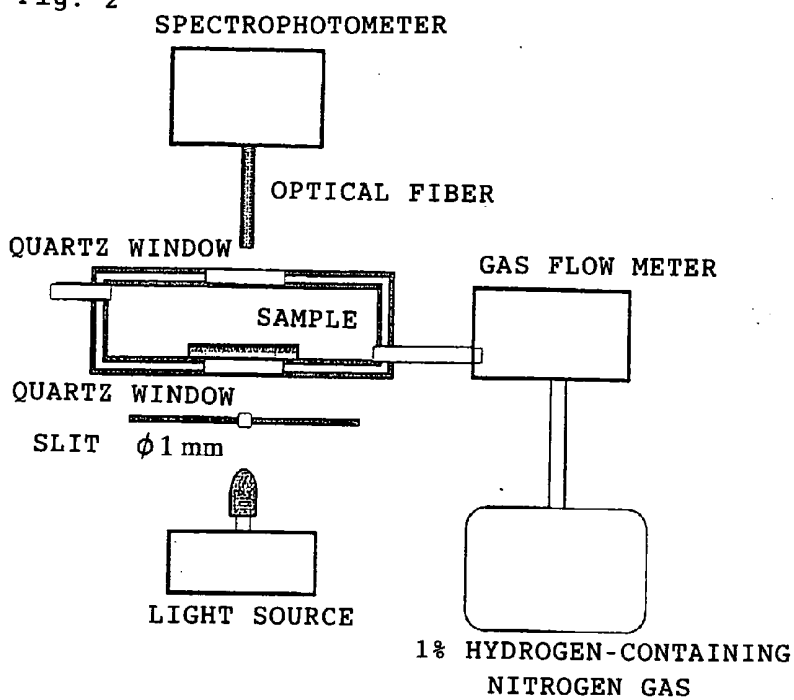 Fig. 2
SPECTROPHOTOMETER
OPTICAL FIBER
QUARTZ WINDOW
GAS FLOW METER
SAMPLE
QUARTZ WINDOW
SLIT ϕ1 mm
LIGHT SOURCE
1% HYDROGEN-CONTAINING
NITROGEN GAS